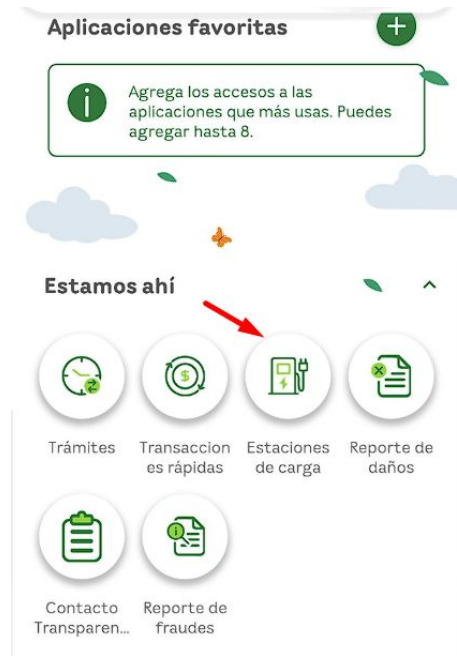 Aplicaciones favoritas
+
i
Agrega los accesos a las
aplicaciones que más usas. Puedes
agregar hasta 8.
Estamos ahí
$
Trámites
Transaccion
es rápidas
Estaciones
de carga
Reporte de
daños
i
Contacto
Transparen...
Reporte de
fraudes